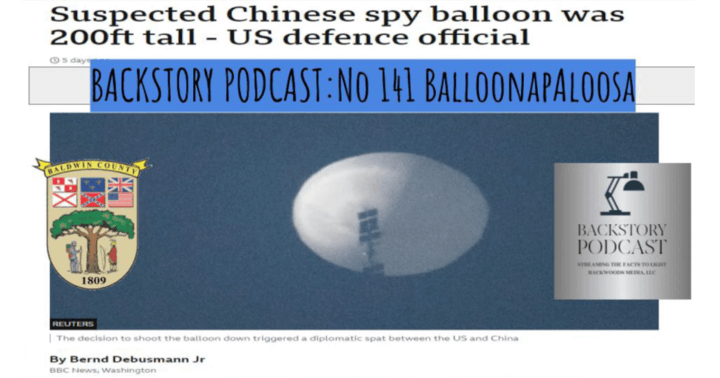 Suspected Chinese spy balloon was
200ft tall - US defence official
5 days
BACKSTORY PODCAST: NO 141 BALLOONAPALOOSA
BALDWIN COUNTY
1809
BACKSTORY
PODCAST
STREAMING THE FACTS TO LIGHT
BACKWOODS MEDIA, LLC
REUTERS
The decision to shoot the balloon down triggered a diplomatic spat between the US and China
By Bernd Debusmann Jr
BBC News, Washington